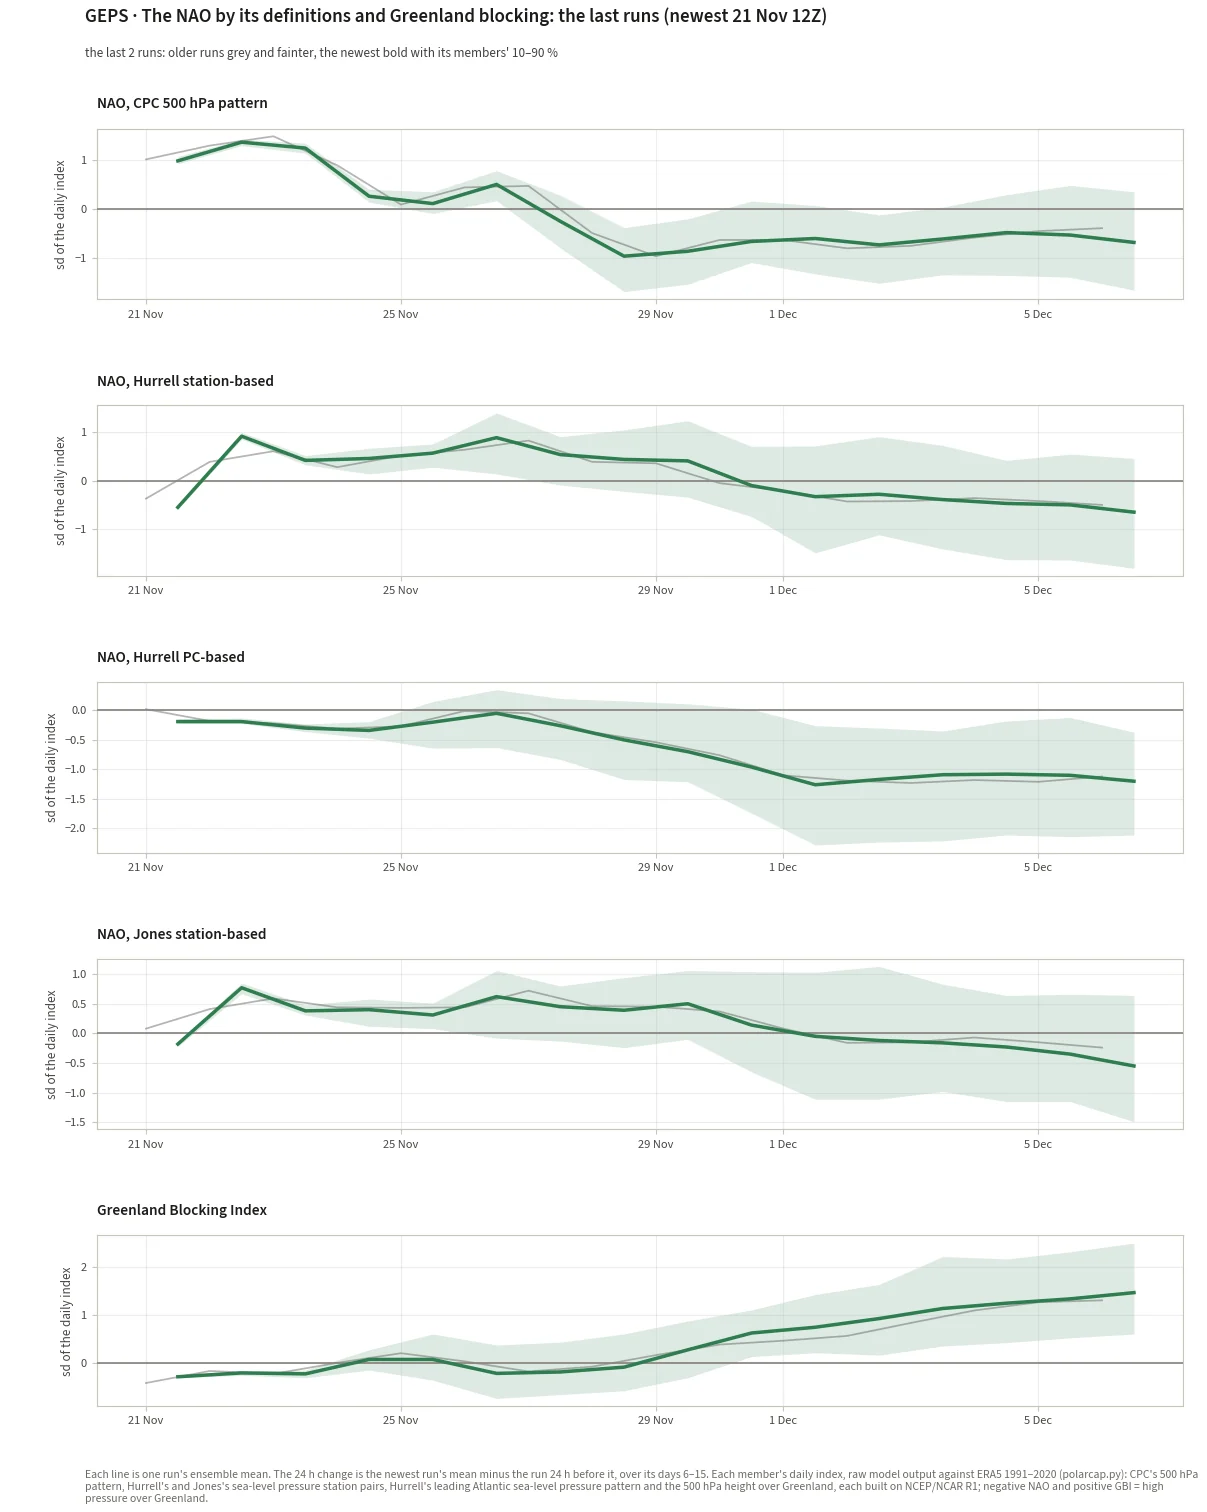 GEPS · The NAO by its definitions and Greenland blocking: the last runs (newest 21 Nov 12Z)
the last 2 runs: older runs grey and fainter, the newest bold with its members' 10–90 %
NAO, CPC 500 hPa pattern
sd of the daily index
1
0
−1
21 Nov
25 Nov
29 Nov
1 Dec
5 Dec
NAO, Hurrell station-based
sd of the daily index
1
0
−1
21 Nov
25 Nov
29 Nov
1 Dec
5 Dec
NAO, Hurrell PC-based
sd of the daily index
0.0
−0.5
−1.0
−1.5
−2.0
21 Nov
25 Nov
29 Nov
1 Dec
5 Dec
NAO, Jones station-based
sd of the daily index
1.0
0.5
0.0
−0.5
−1.0
−1.5
21 Nov
25 Nov
29 Nov
1 Dec
5 Dec
Greenland Blocking Index
sd of the daily index
2
1
0
21 Nov
25 Nov
29 Nov
1 Dec
5 Dec
Each line is one run's ensemble mean. The 24 h change is the newest run's mean minus the run 24 h before it, over its days 6–15. Each member's daily index, raw model output against ERA5 1991–2020 (polarcap.py): CPC's 500 hPa
pattern, Hurrell's and Jones's sea-level pressure station pairs, Hurrell's leading Atlantic sea-level pressure pattern and the 500 hPa height over Greenland, each built on NCEP/NCAR R1; negative NAO and positive GBI = high
pressure over Greenland.